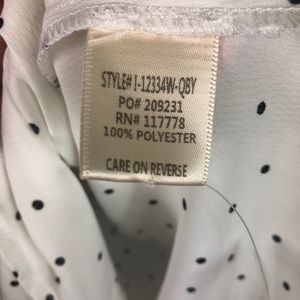 STYLE# I-12334W-QBY
PO# 209231
RN# 117778
100% POLYESTER
CARE ON REVERSE